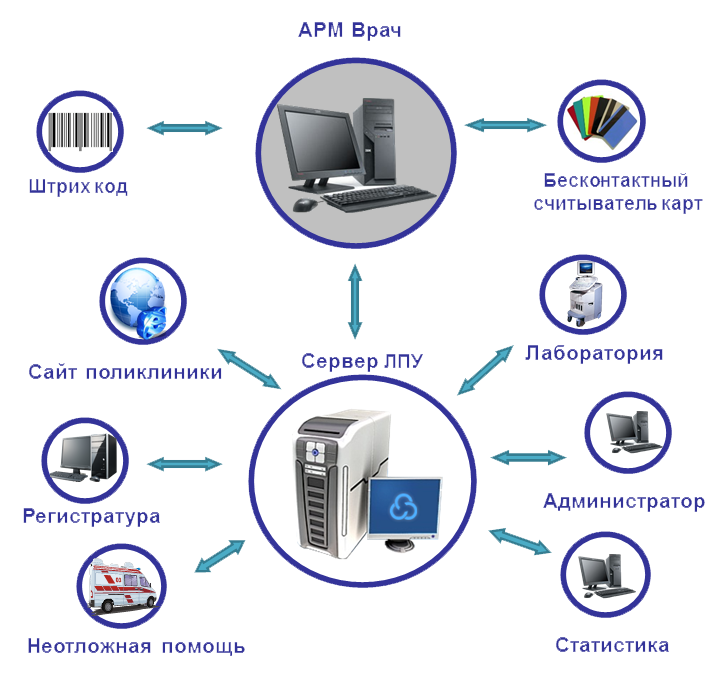 АРМ Врач
Штрих код
Бесконтактный
считыватель карт
Сайт поликлиники
Сервер ЛПУ
Лаборатория
Регистратура
Администратор
Неотложная помощь
Статистика